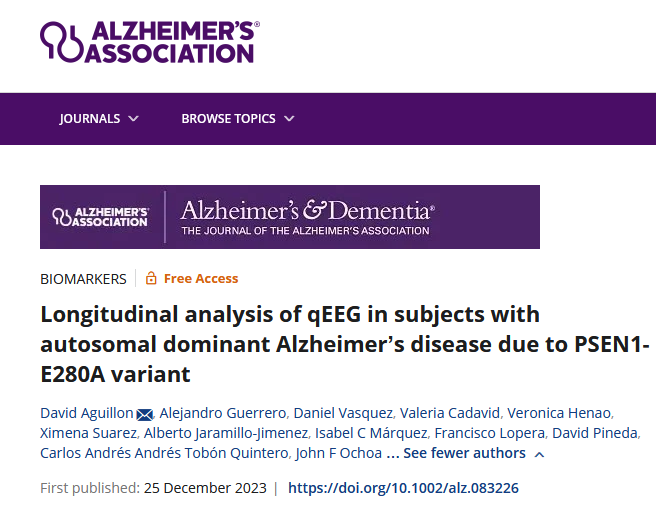 ALZHEIMER'S®
ASSOCIATION
JOURNALS BROWSE TOPICS
ALZHEIMER'S®
ASSOCIATION
Alzheimer's & Dementia®
THE JOURNAL OF THE ALZHEIMER'S ASSOCIATION
BIOMARKERS Free Access
Longitudinal analysis of qEEG in subjects with
autosomal dominant Alzheimer's disease due to PSEN1-
E280A variant
David Aguillon, Alejandro Guerrero, Daniel Vasquez, Valeria Cadavid, Veronica Henao,
Ximena Suarez, Alberto Jaramillo-Jimenez, Isabel C Márquez, Francisco Lopera, David Pineda,
Carlos Andrés Andrés Tobón Quintero, John F Ochoa … See fewer authors
First published: 25 December 2023 | https://doi.org/10.1002/alz.083226